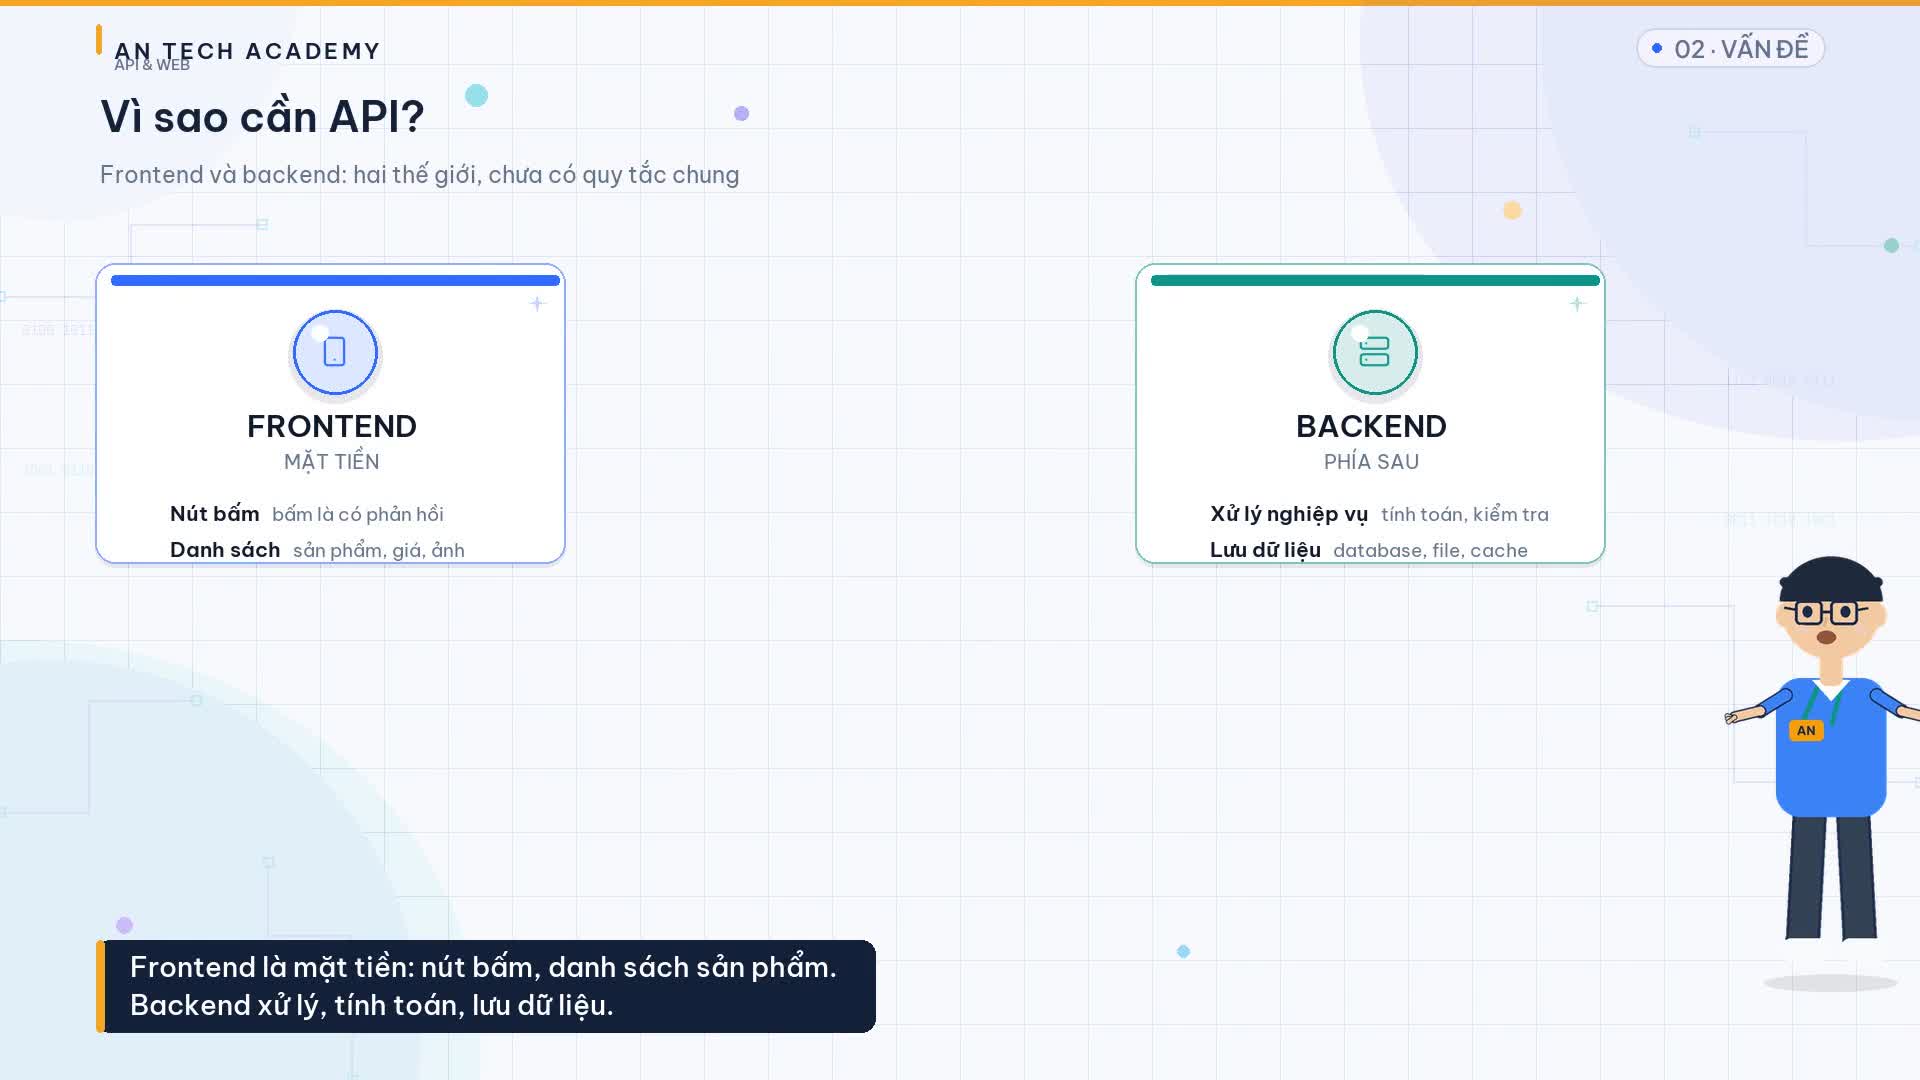 AN TECH ACADEMY
API & WEB
02 · VẤN ĐỀ
Vì sao cần API?
Frontend và backend: hai thế giới, chưa có quy tắc chung
FRONTEND
MẶT TIỀN
Nút bấm bấm là có phản hồi
Danh sách sản phẩm, giá, ảnh
BACKEND
PHÍA SAU
Xử lý nghiệp vụ tính toán, kiểm tra
Lưu dữ liệu database, file, cache
AN
Frontend là mặt tiền: nút bấm, danh sách sản phẩm.
Backend xử lý, tính toán, lưu dữ liệu.